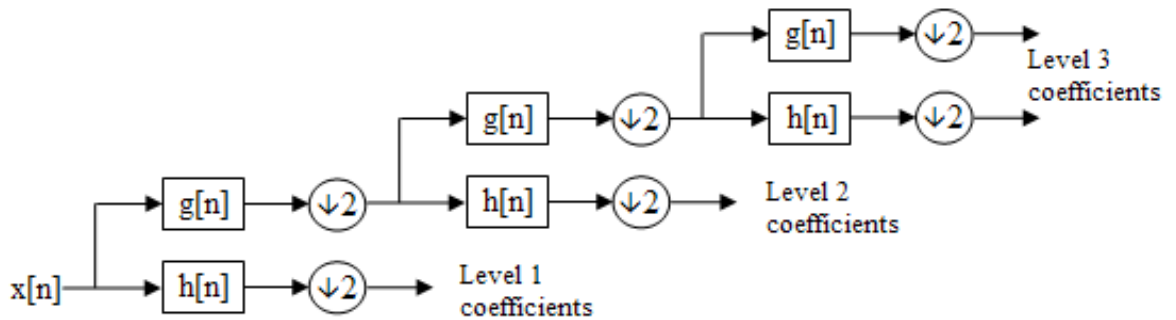 g[n] ↓2
Level 3
coefficients
g[n] ↓2 h[n] ↓2
g[n] ↓2 h[n] ↓2 Level 2
coefficients
x[n] h[n] ↓2 Level 1
coefficients